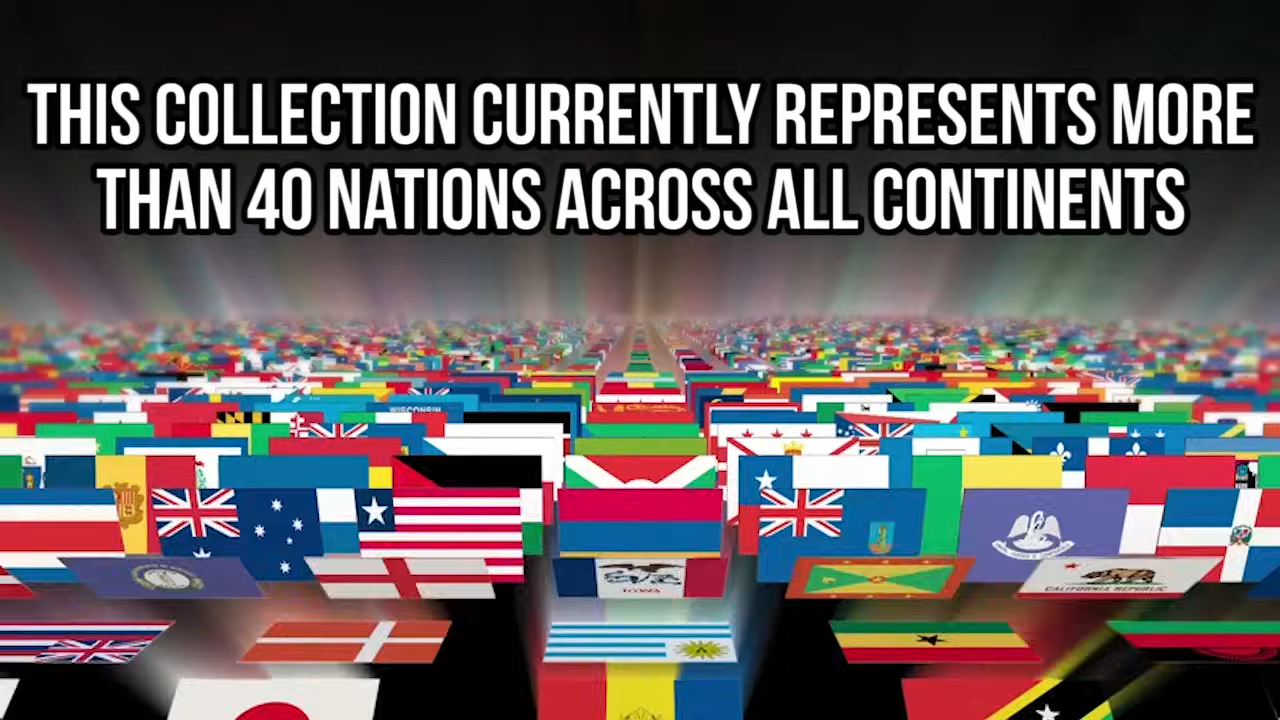 THIS COLLECTION CURRENTLY REPRESENTS MORE
THAN 40 NATIONS ACROSS ALL CONTINENTS
WISCONSIN
IOWA
CALIFORNIA REPUBLIC